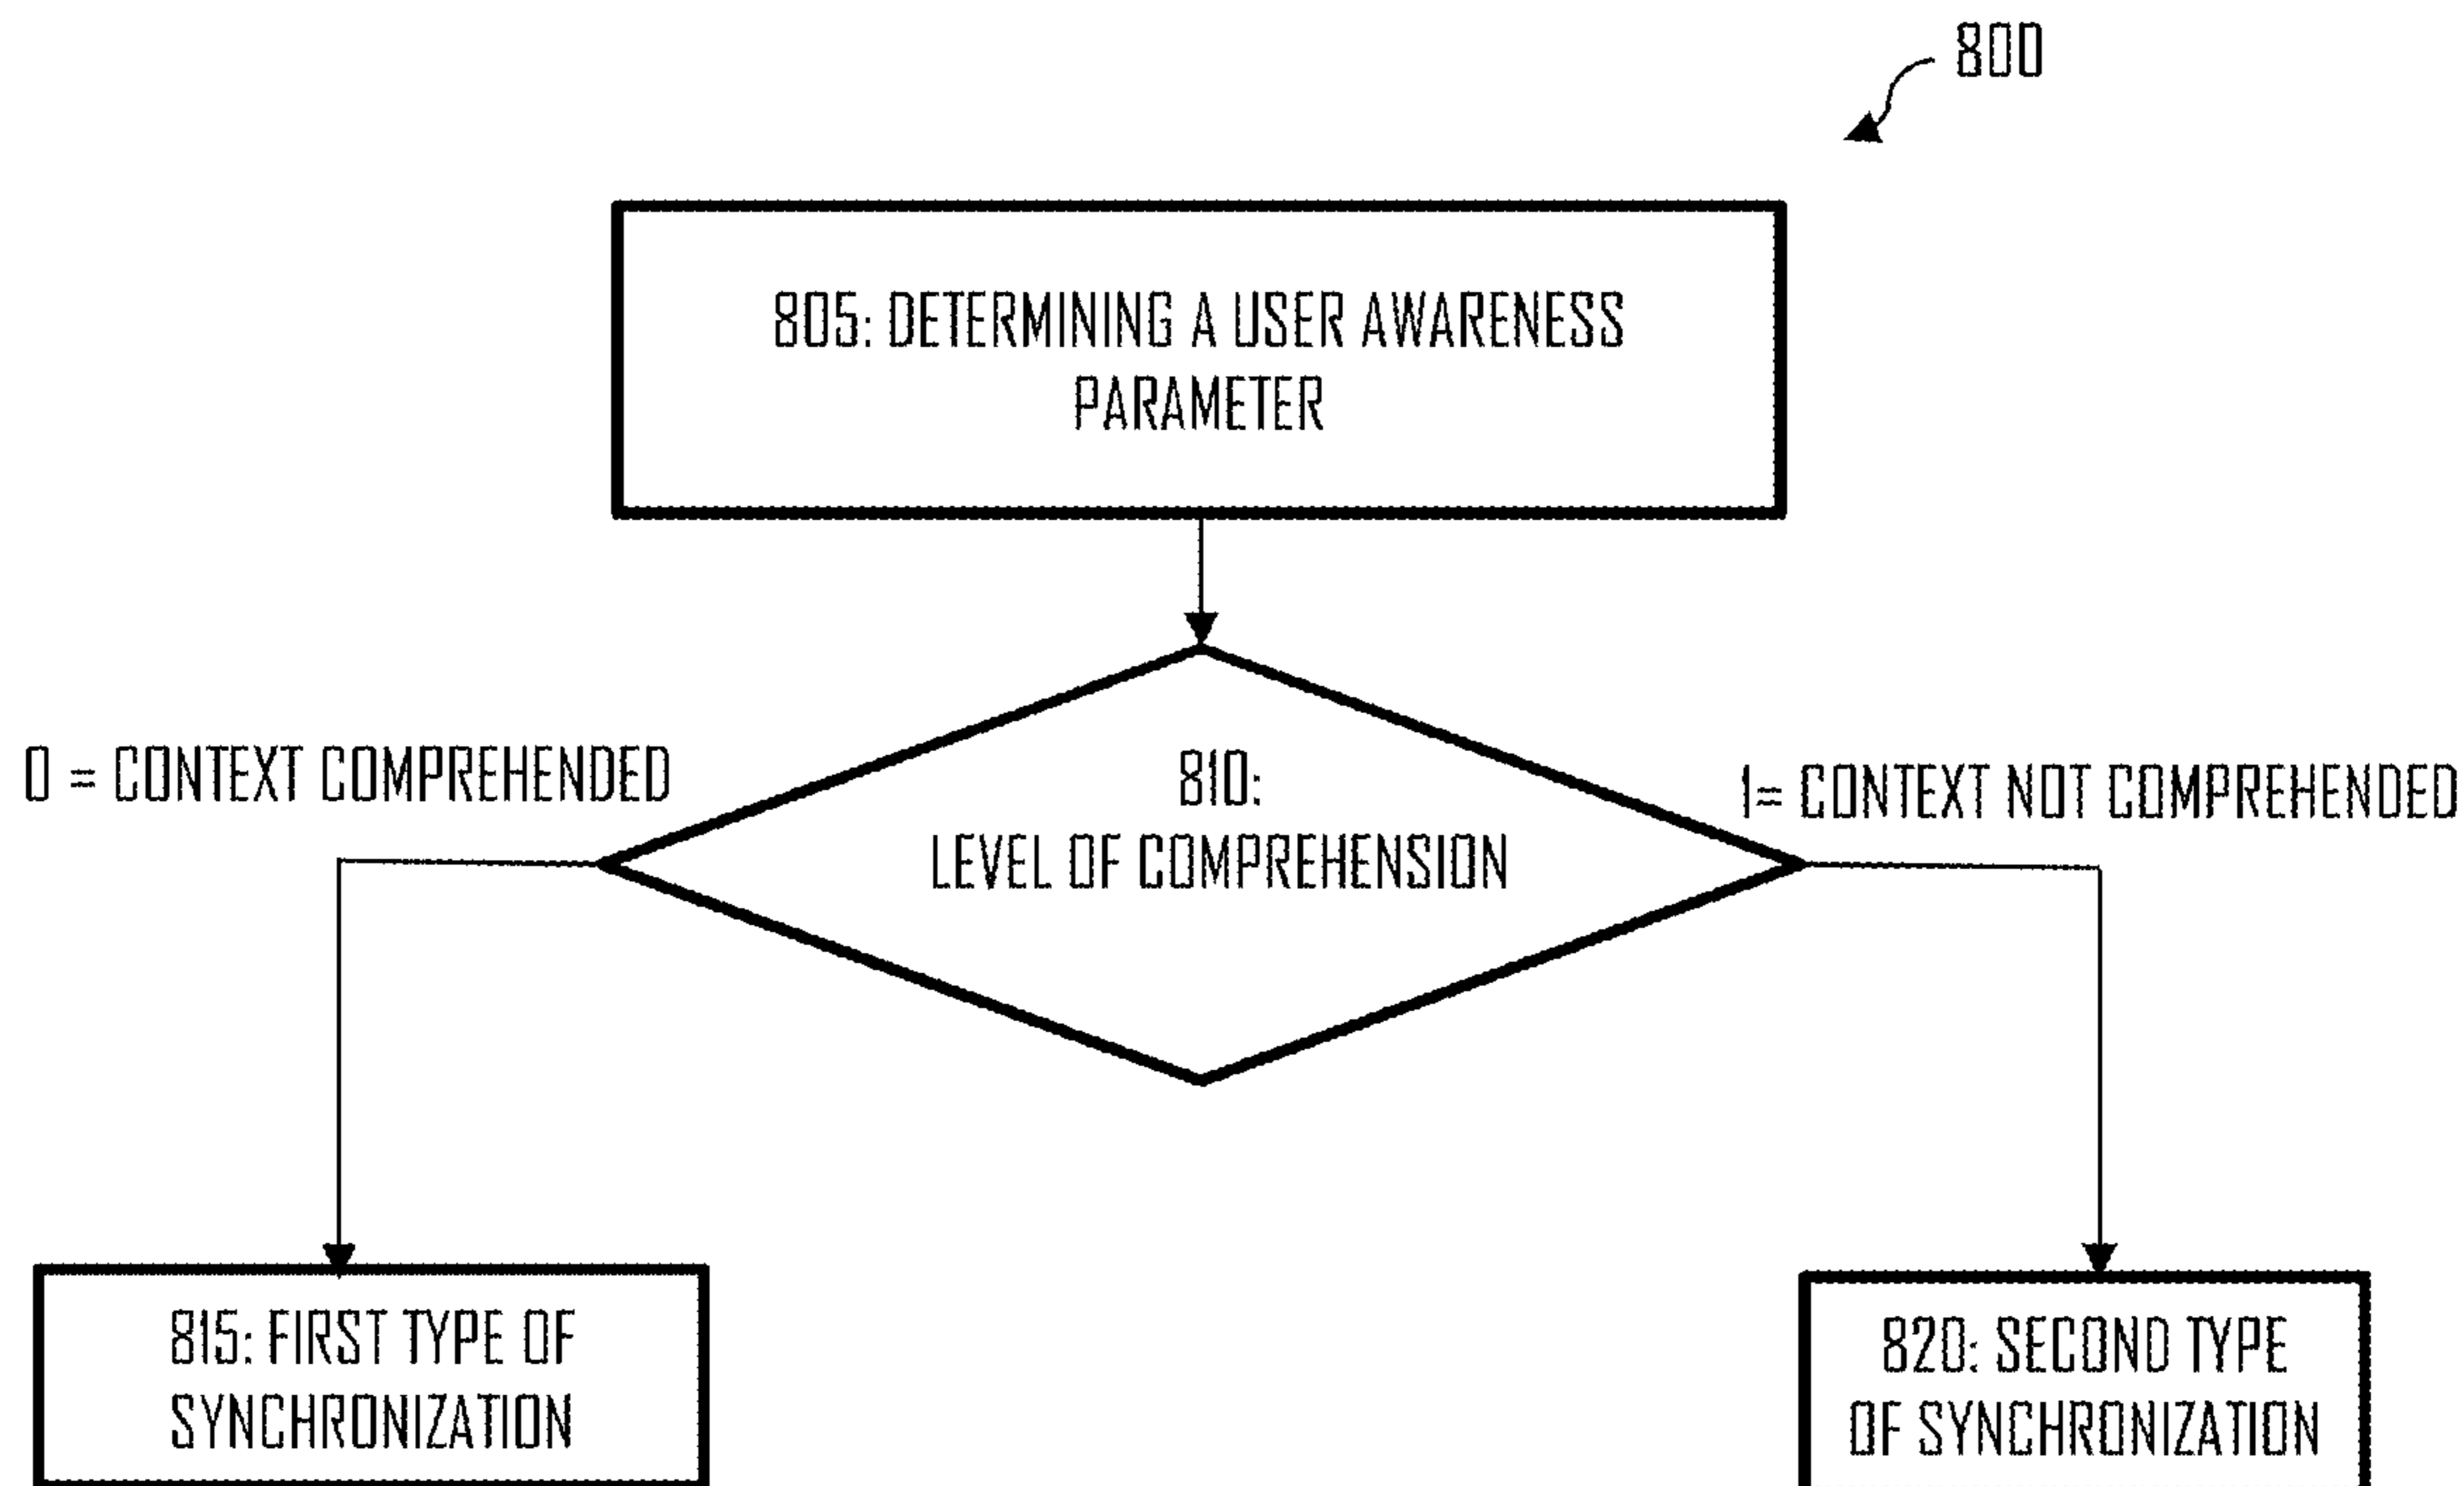 800
805: DETERMINING A USER AWARENESS
PARAMETER
0 = CONTEXT COMPREHENDED
810:
LEVEL OF COMPREHENSION
1= CONTEXT NOT COMPREHENDED
815: FIRST TYPE OF
SYNCHRONIZATION
820: SECOND TYPE
OF SYNCHRONIZATION